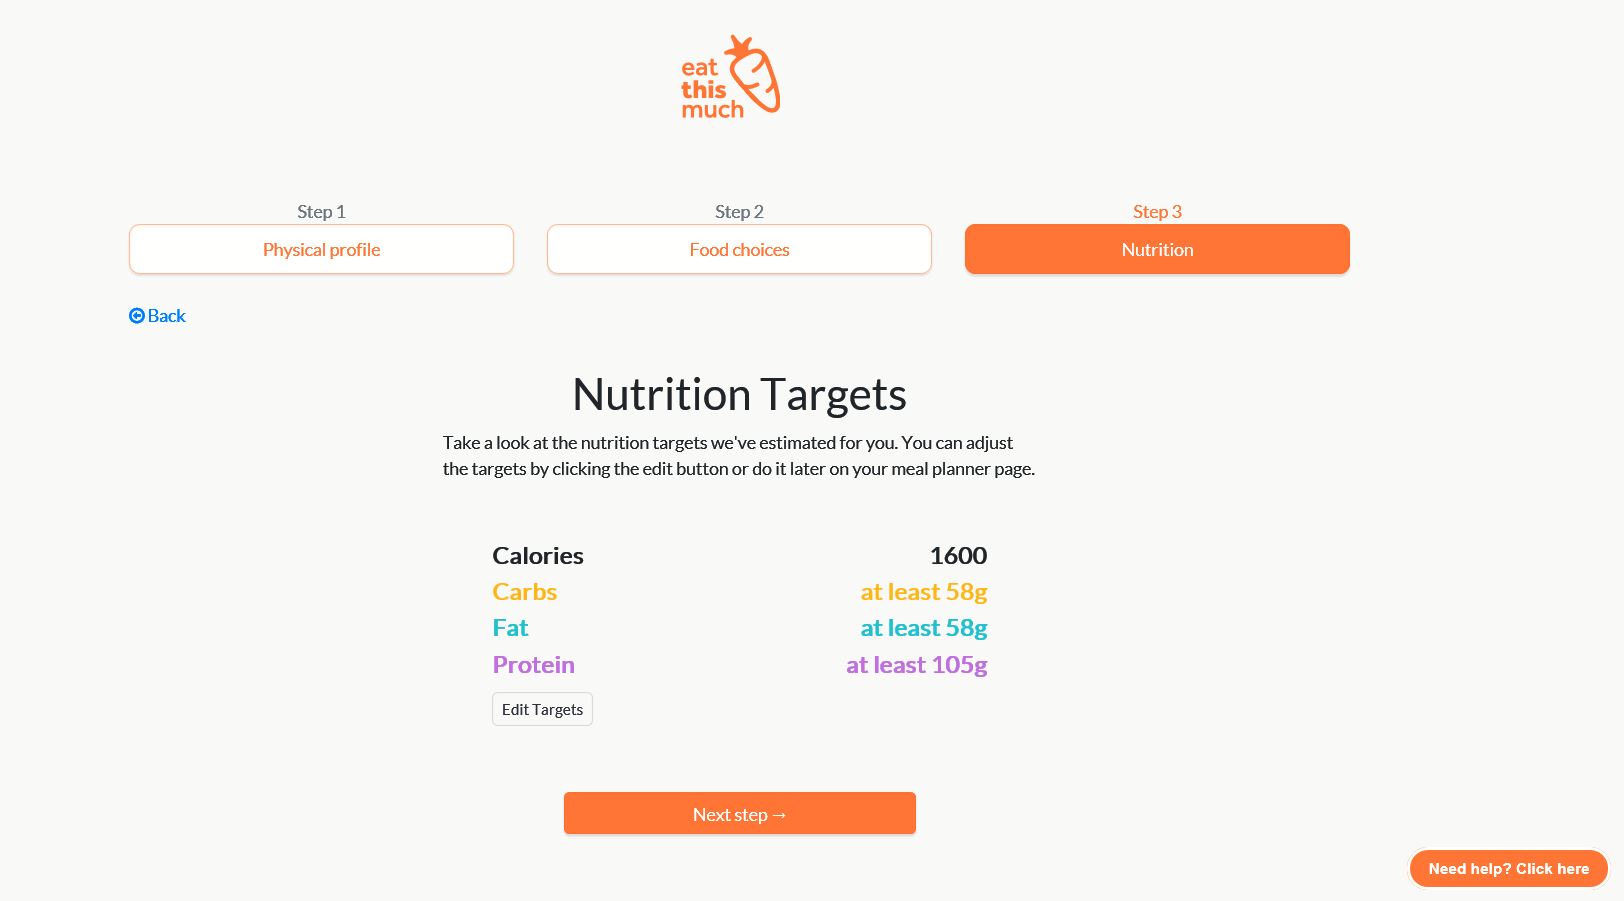 eat
this
much
Step 1
Physical profile
Step 2
Food choices
Step 3
Nutrition
Back
Nutrition Targets
Take a look at the nutrition targets we've estimated for you. You can adjust
the targets by clicking the edit button or do it later on your meal planner page.
Calories 1600
Carbs at least 58g
Fat at least 58g
Protein at least 105g
Edit Targets
Next step →
Need help? Click here